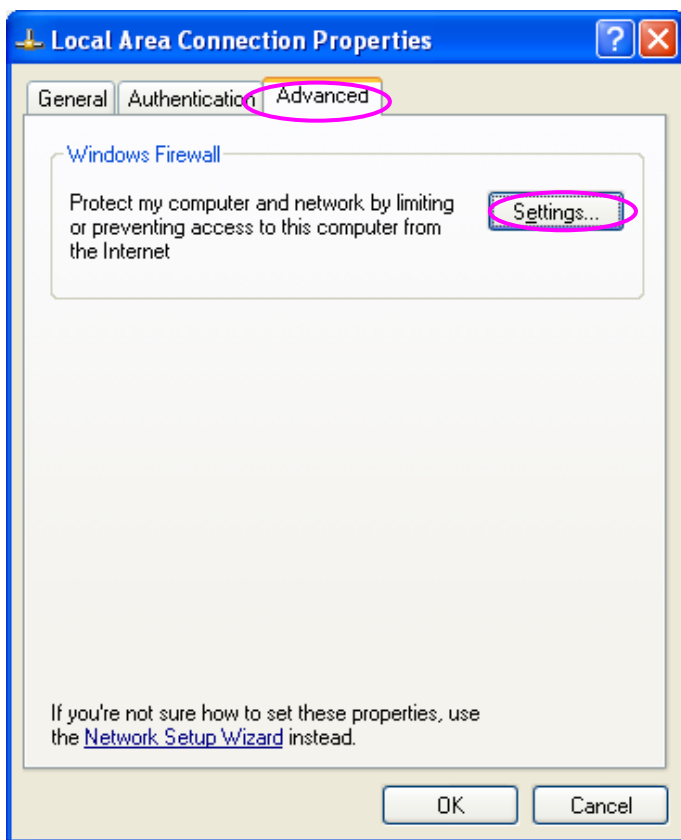 Local Area Connection Properties
General Authentication Advanced
Windows Firewall
Protect my computer and network by limiting
or preventing access to this computer from
the Internet
Settings...
If you're not sure how to set these properties, use
the Network Setup Wizard instead.
OK Cancel